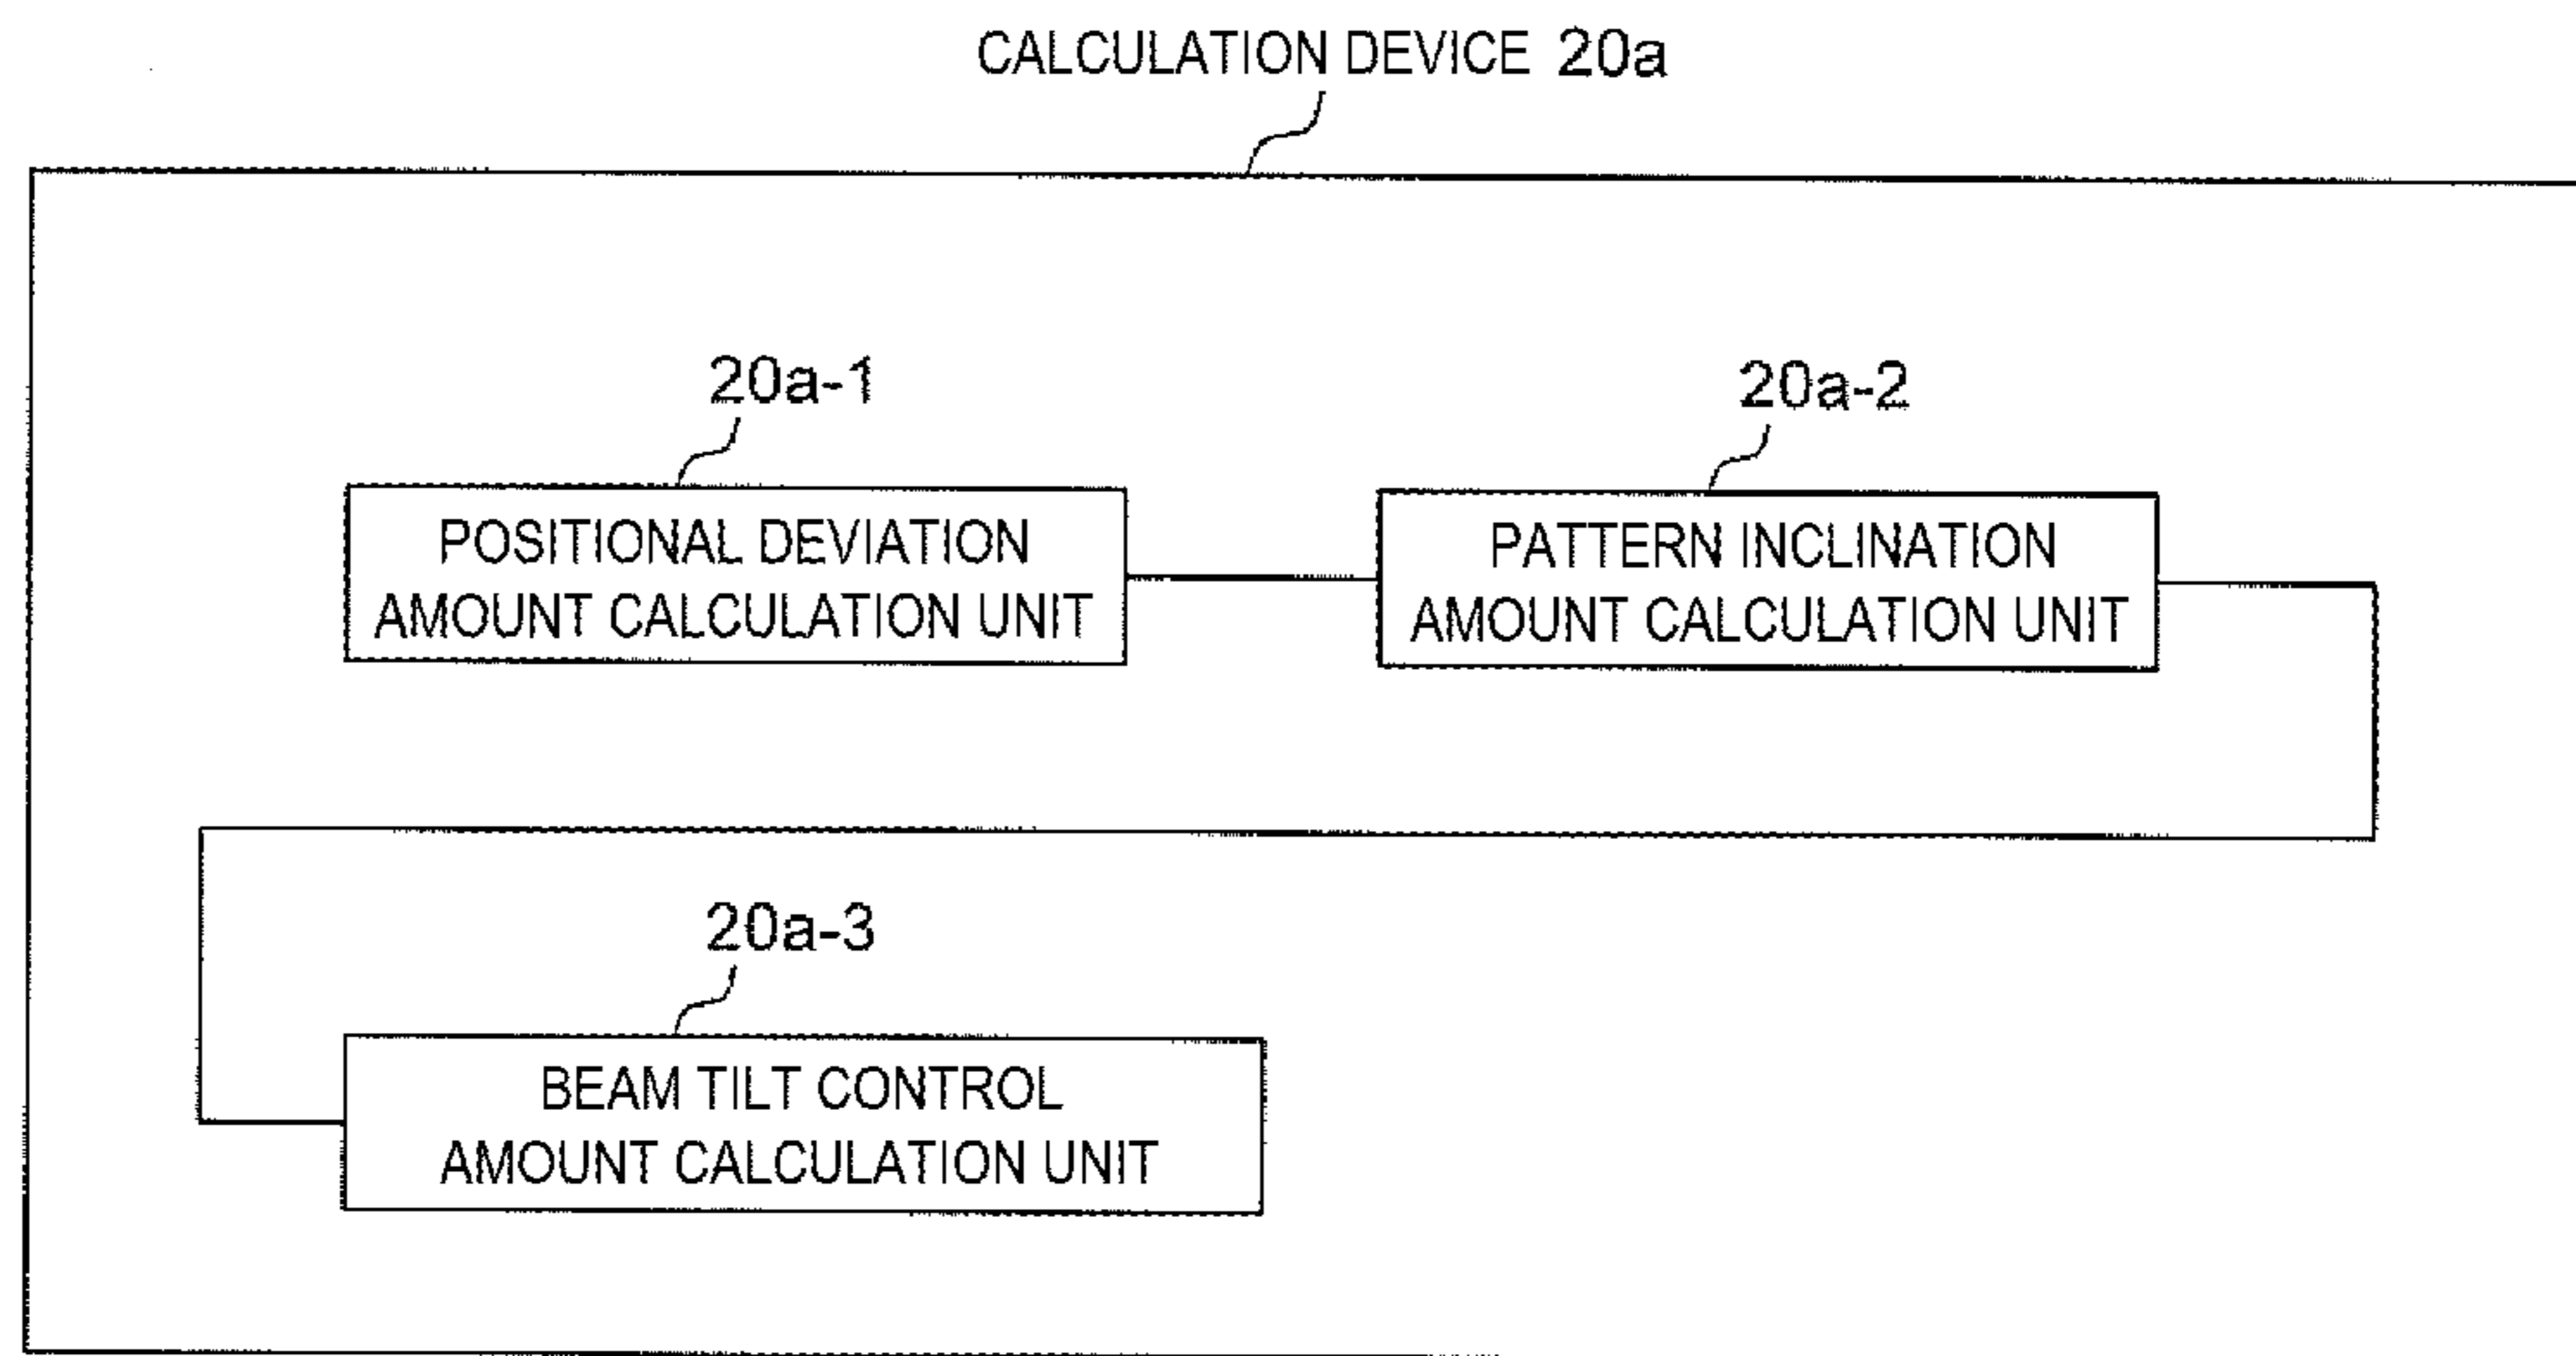 CALCULATION DEVICE 20a
20a-1
20a-2
POSITIONAL DEVIATION
AMOUNT CALCULATION UNIT
PATTERN INCLINATION
AMOUNT CALCULATION UNIT
20a-3
BEAM TILT CONTROL
AMOUNT CALCULATION UNIT